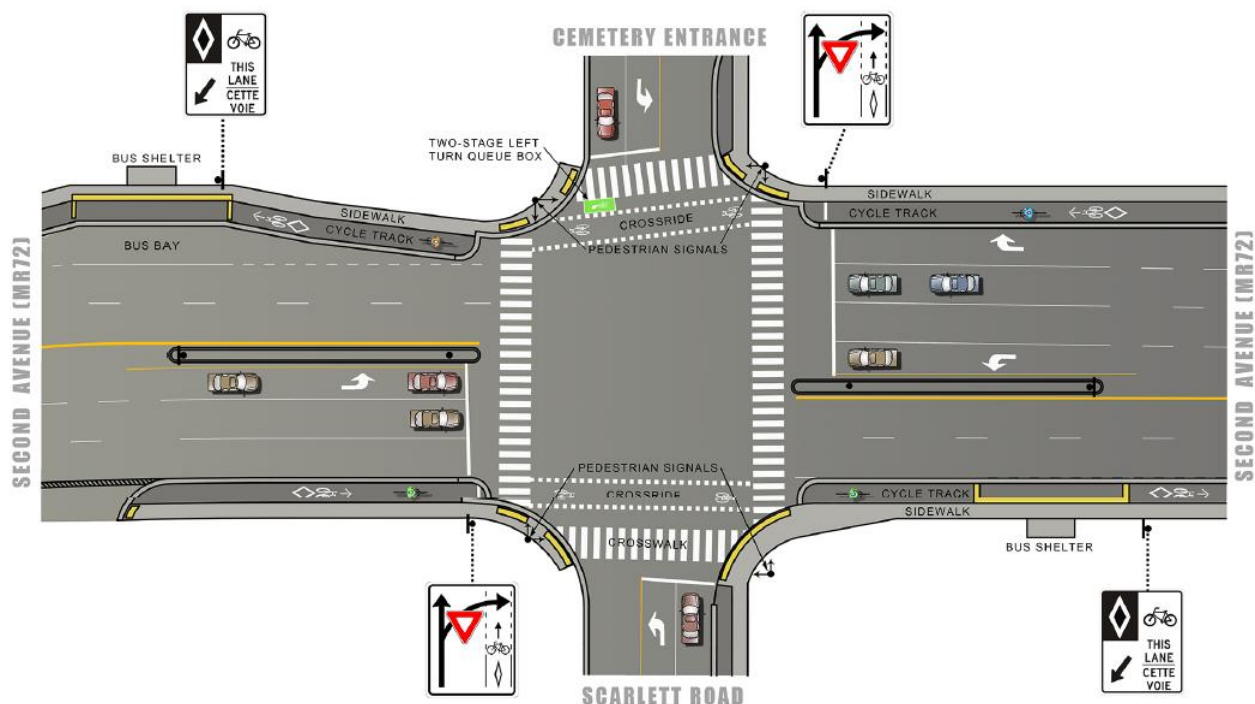 CEMETERY ENTRANCE
THIS
LANE
CETTE
VOIE
TWO-STAGE LEFT
TURN QUEUE BOX
BUS SHELTER
SIDEWALK
SIDEWALK
CYCLE TRACK
CYCLE TRACK
CROSSRIDE
BUS BAY
PEDESTRIAN SIGNALS
SECOND AVENUE (MR72)
SECOND AVENUE (MR72)
PEDESTRIAN SIGNALS
CROSSRIDE
CYCLE TRACK
SIDEWALK
CROSSWALK
BUS SHELTER
THIS
LANE
CETTE
VOIE
SCARLETT ROAD